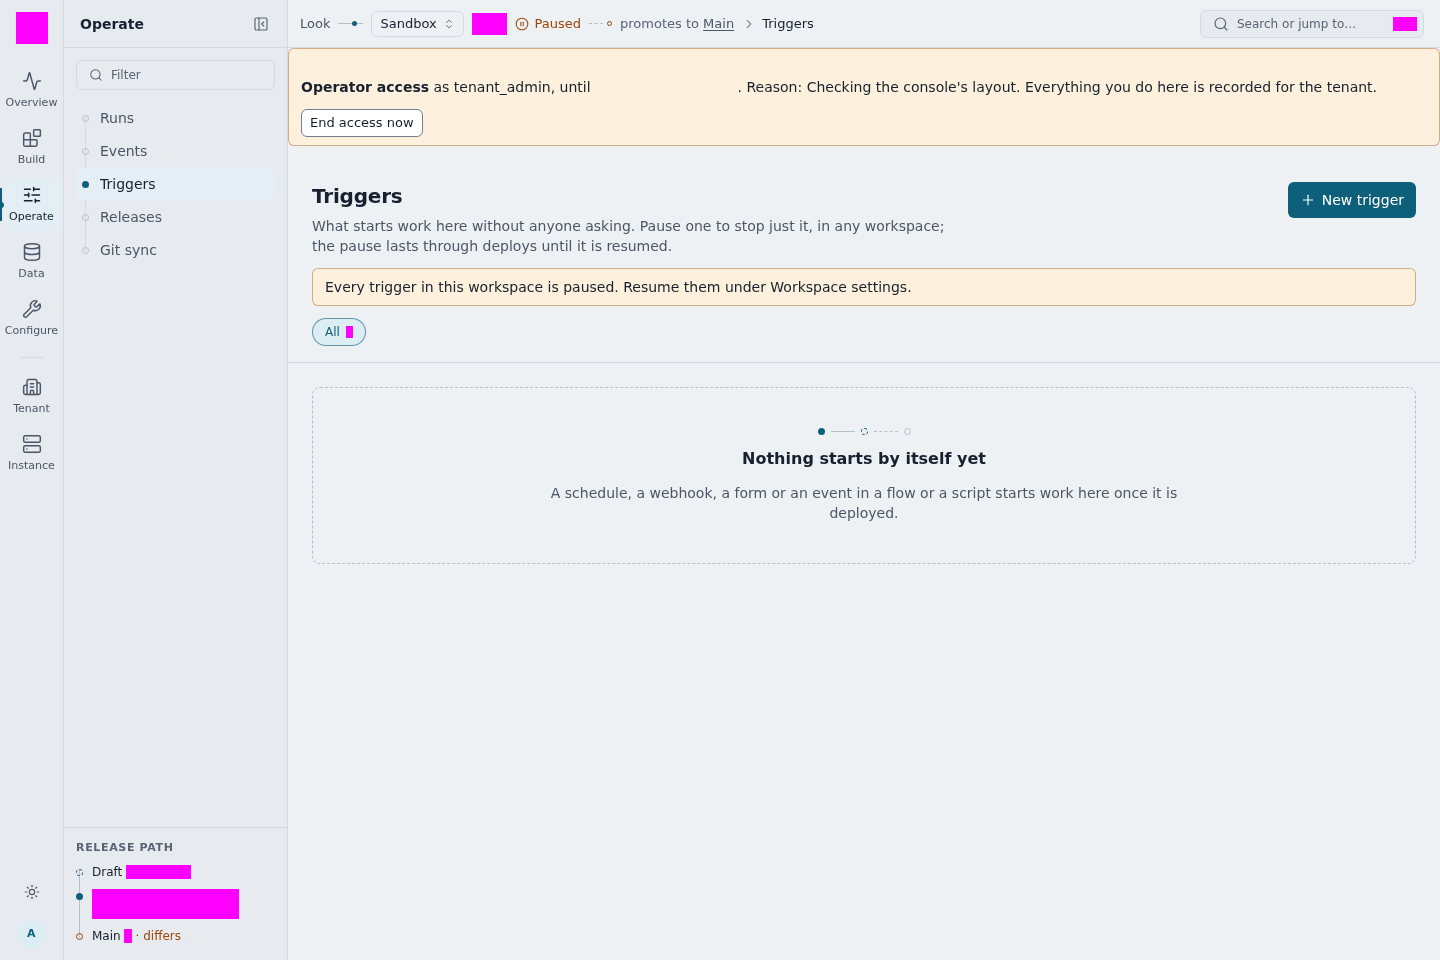 Operate
Look
Sandbox
Paused
promotes to Main
Triggers
Search or jump to…
Overview
Build
Operate
Data
Configure
Tenant
Instance
A
Filter
Runs
Events
Triggers
Releases
Git sync
RELEASE PATH
Draft
Main · differs
Operator access as tenant_admin, until . Reason: Checking the console's layout. Everything you do here is recorded for the tenant.
End access now
Triggers
New trigger
What starts work here without anyone asking. Pause one to stop just it, in any workspace;
the pause lasts through deploys until it is resumed.
Every trigger in this workspace is paused. Resume them under Workspace settings.
All
Nothing starts by itself yet
A schedule, a webhook, a form or an event in a flow or a script starts work here once it is
deployed.